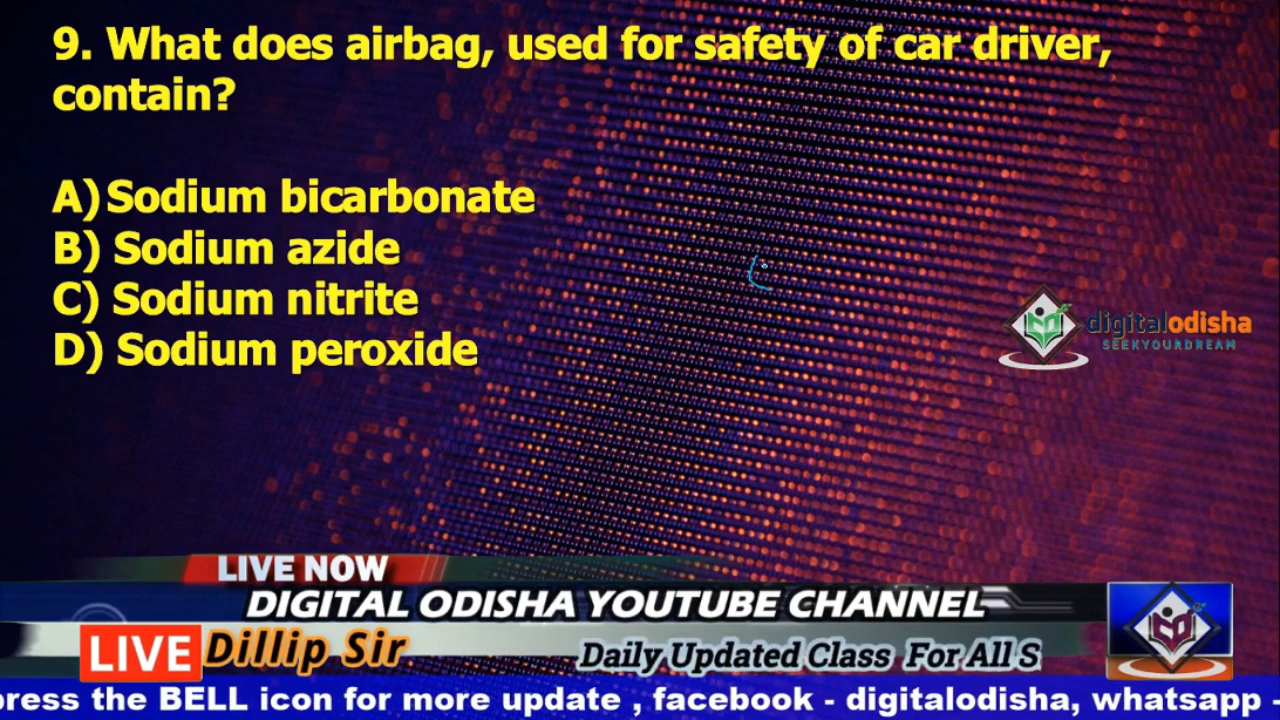 9. What does airbag, used for safety of car driver,
contain?
A) Sodium bicarbonate
B) Sodium azide
C) Sodium nitrite
D) Sodium peroxide
digitalodisha
SEEKYOURDREAM
LIVE NOW
DIGITAL ODISHA YOUTUBE CHANNEL
LIVE Dillip Sir Daily Updated Class For All S
press the BELL icon for more update , facebook - digitalodisha, whatsapp -